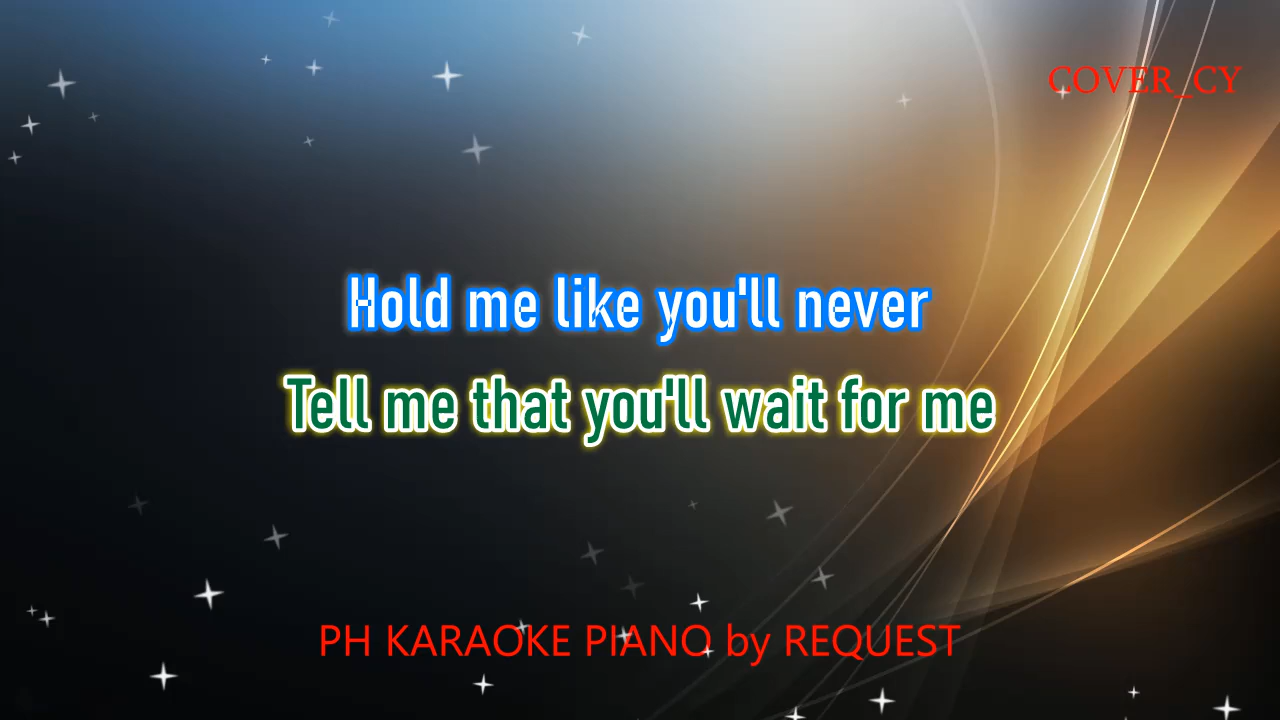 COVER_CY
Hold me like you'll never
Tell me that you'll wait for me
PH KARAOKE PIANO by REQUEST